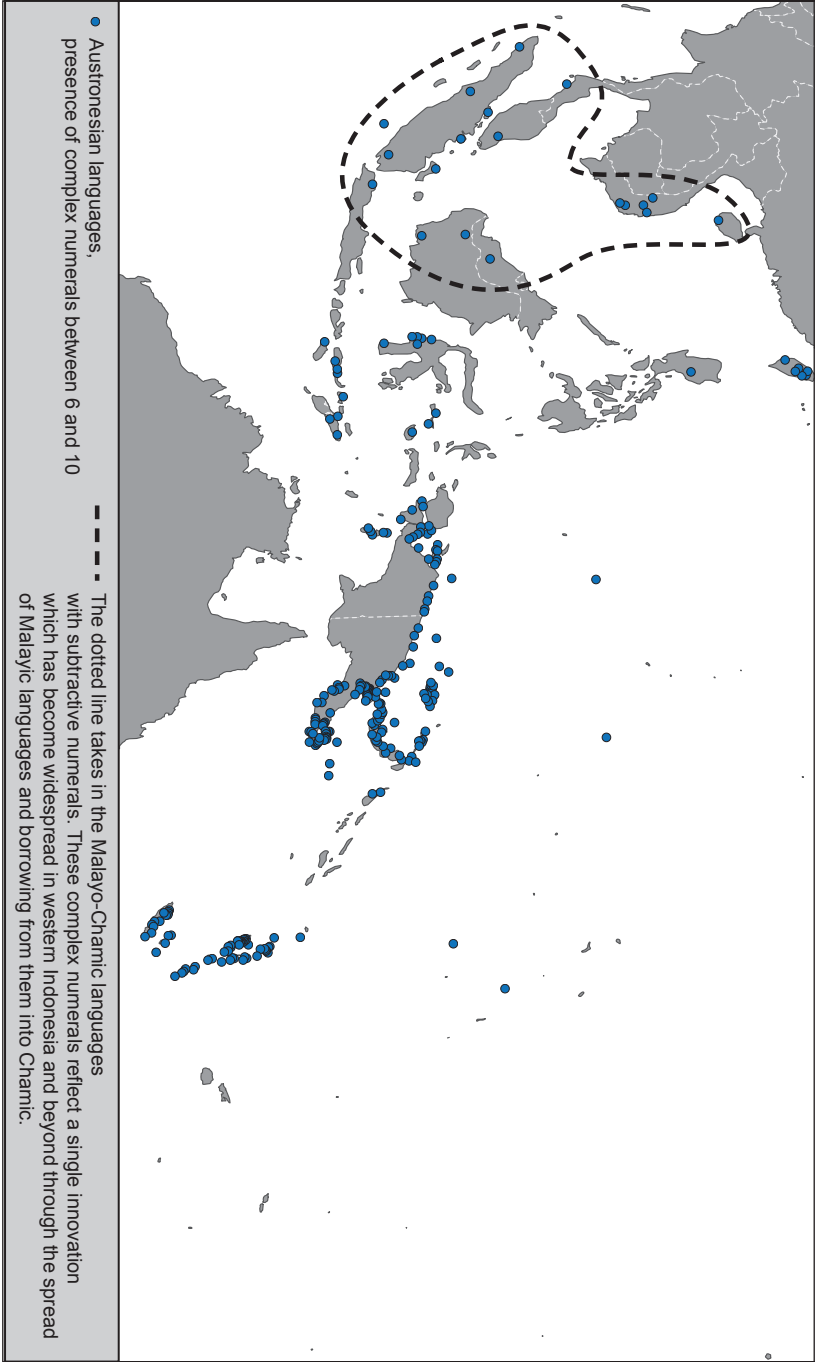 Austronesian languages,
presence of complex numerals between 6 and 10
The dotted line takes in the Malayo-Chamic languages
with subtractive numerals. These complex numerals reflect a single innovation
which has become widespread in western Indonesia and beyond through the spread
of Malayic languages and borrowing from them into Chamic.